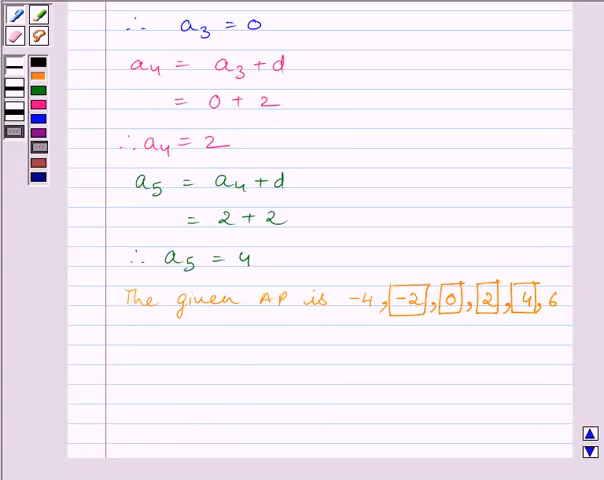 ∴ a₃ = 0
a₄ = a₃ + d
= 0 + 2
∴ a₄ = 2
a₅ = a₄ + d
= 2 + 2
∴ a₅ = 4
The given AP is -4, -2, 0, 2, 4, 6